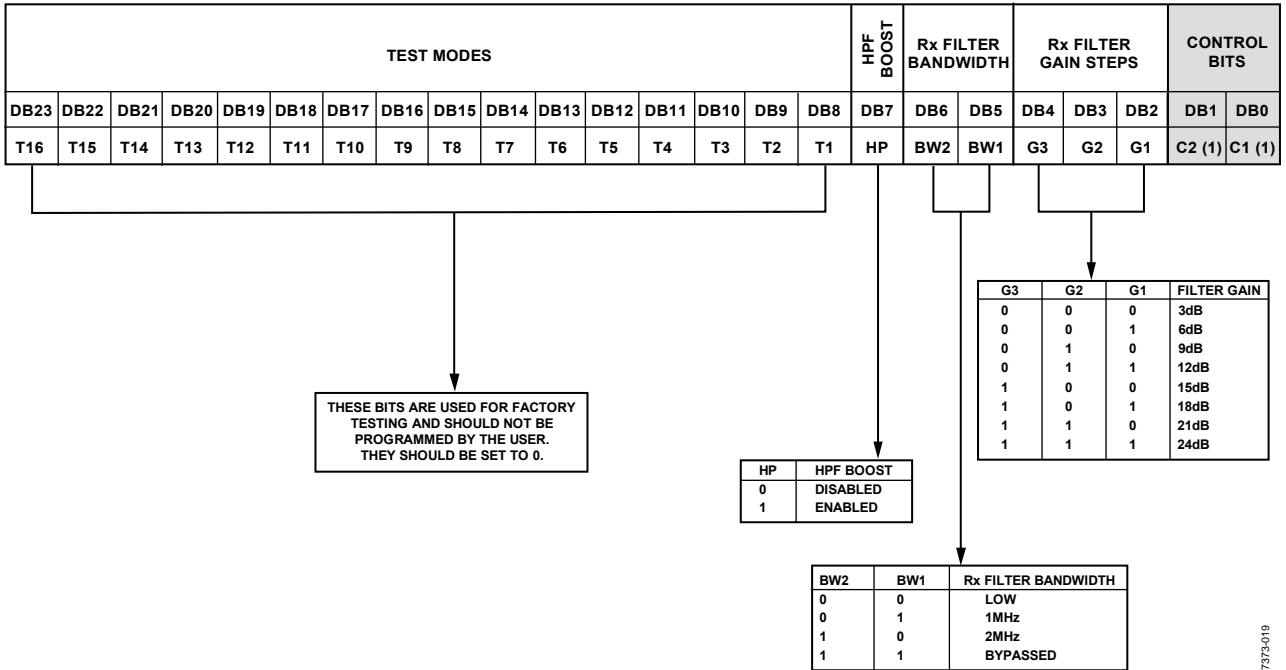 TEST MODES
HPF BOOST
Rx FILTER BANDWIDTH
Rx FILTER GAIN STEPS
CONTROL BITS
DB23 DB22 DB21 DB20 DB19 DB18 DB17 DB16 DB15 DB14 DB13 DB12 DB11 DB10 DB9 DB8 DB7 DB6 DB5 DB4 DB3 DB2 DB1 DB0
T16 T15 T14 T13 T12 T11 T10 T9 T8 T7 T6 T5 T4 T3 T2 T1 HP BW2 BW1 G3 G2 G1 C2 (1) C1 (1)
G3 G2 G1 FILTER GAIN
0 0 0 3dB
0 0 1 6dB
0 1 0 9dB
0 1 1 12dB
1 0 0 15dB
1 0 1 18dB
1 1 0 21dB
1 1 1 24dB
THESE BITS ARE USED FOR FACTORY
TESTING AND SHOULD NOT BE
PROGRAMMED BY THE USER.
THEY SHOULD BE SET TO 0.
HP HPF BOOST
0 DISABLED
1 ENABLED
BW2 BW1 Rx FILTER BANDWIDTH
0 0 LOW
0 1 1MHz
1 0 2MHz
1 1 BYPASSED
7373-019